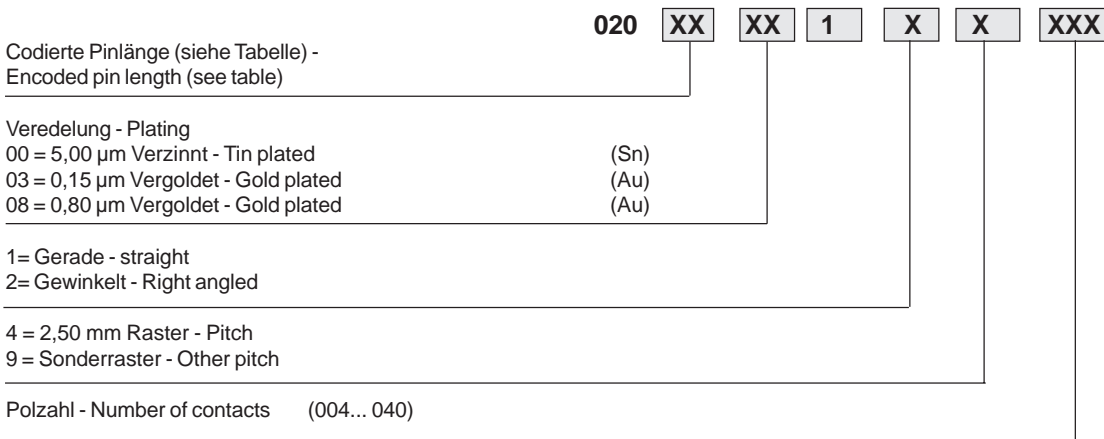 020 XX XX 1 X X XXX
Codierte Pinlänge (siehe Tabelle) -
Encoded pin length (see table)
Veredelung - Plating
00 = 5,00 µm Verzinnt - Tin plated (Sn)
03 = 0,15 µm Vergoldet - Gold plated (Au)
08 = 0,80 µm Vergoldet - Gold plated (Au)
1= Gerade - straight
2= Gewinkelt - Right angled
4 = 2,50 mm Raster - Pitch
9 = Sonderraster - Other pitch
Polzahl - Number of contacts (004... 040)